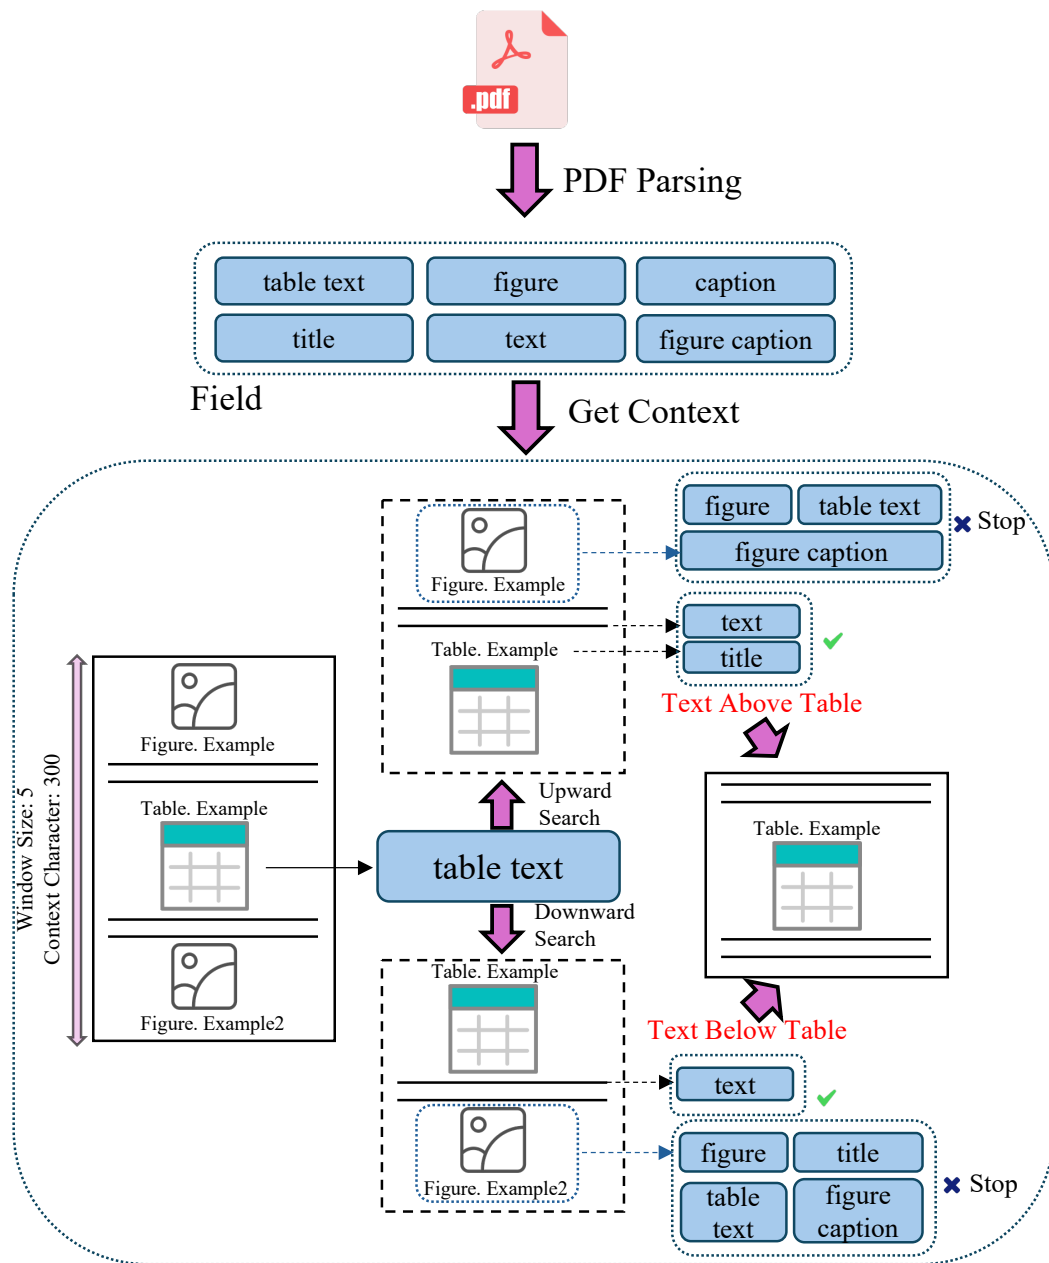 .pdf
PDF Parsing
table text
figure
caption
title
text
figure caption
Field
Get Context
figure
table text
Stop
figure caption
Figure. Example
text
title
Table. Example
Text Above Table
Window Size: 5
Context Character: 300
Figure. Example
Table. Example
Figure. Example2
Upward
Search
table text
Downward
Search
Table. Example
Table. Example
Text Below Table
text
Figure. Example2
figure
title
Stop
table
text
figure
caption